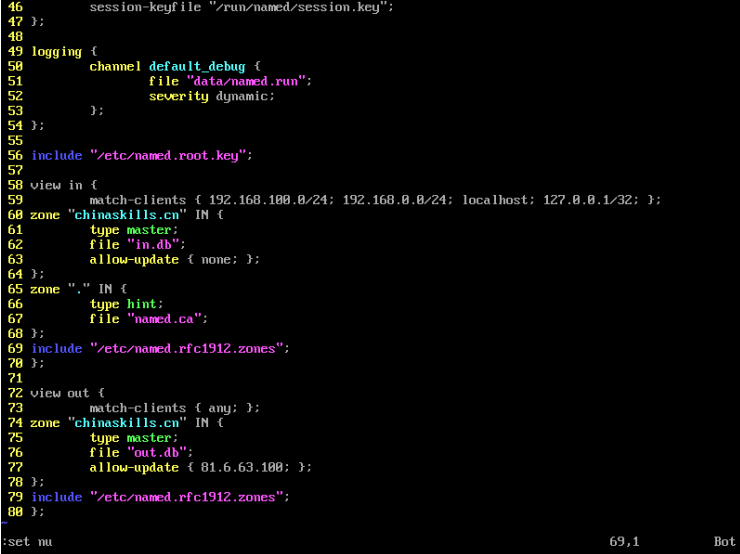 46         session-keyfile "/run/named/session.key";
47 };
48
49 logging {
50         channel default_debug {
51                 file "data/named.run";
52                 severity dynamic;
53         };
54 };
55
56 include "/etc/named.root.key";
57
58 view in {
59         match-clients { 192.168.100.0/24; 192.168.0.0/24; localhost; 127.0.0.1/32; };
60 zone "chinaskills.cn" IN {
61         type master;
62         file "in.db";
63         allow-update { none; };
64 };
65 zone "." IN {
66         type hint;
67         file "named.ca";
68 };
69 include "/etc/named.rfc1912.zones";
70 };
71
72 view out {
73         match-clients { any; };
74 zone "chinaskills.cn" IN {
75         type master;
76         file "out.db";
77         allow-update { 81.6.63.100; };
78 };
79 include "/etc/named.rfc1912.zones";
80 };
~
:set nu                                                                 69,1          Bot